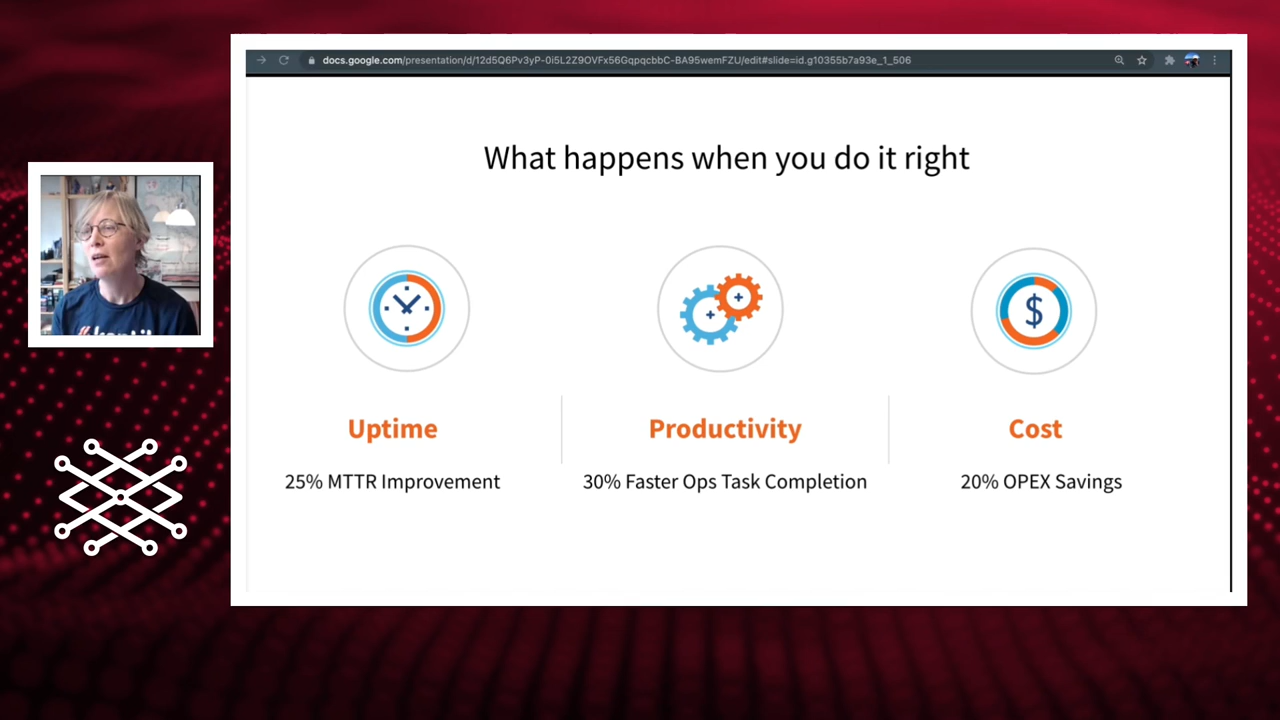 docs.google.com/presentation/d/12d5Q6Pv3yP-0i5L2Z9OVFx56GqpqcbbC-BA95wemFZU/edit#slide=id.g10355b7a93e_1_506
What happens when you do it right
$
Uptime
Productivity
Cost
25% MTTR Improvement
30% Faster Ops Task Completion
20% OPEX Savings